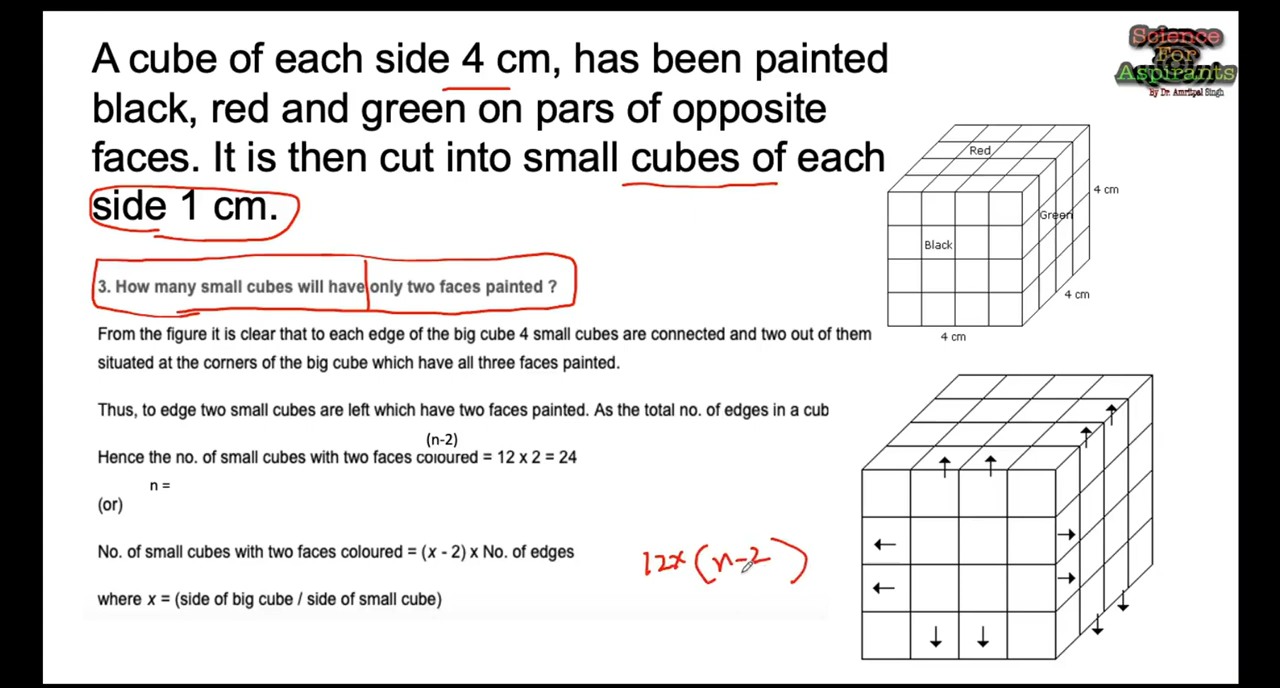 A cube of each side 4 cm, has been painted
black, red and green on pars of opposite
faces. It is then cut into small cubes of each
side 1 cm.
Science
For
Aspirants
By Dr. Amritpal Singh
Red
Green
Black
4 cm
4 cm
4 cm
3. How many small cubes will have only two faces painted ?
From the figure it is clear that to each edge of the big cube 4 small cubes are connected and two out of them
situated at the corners of the big cube which have all three faces painted.
Thus, to edge two small cubes are left which have two faces painted. As the total no. of edges in a cub
(n-2)
Hence the no. of small cubes with two faces coloured = 12 x 2 = 24
n =
(or)
No. of small cubes with two faces coloured = (x - 2) x No. of edges
12x (n-2)
where x = (side of big cube / side of small cube)